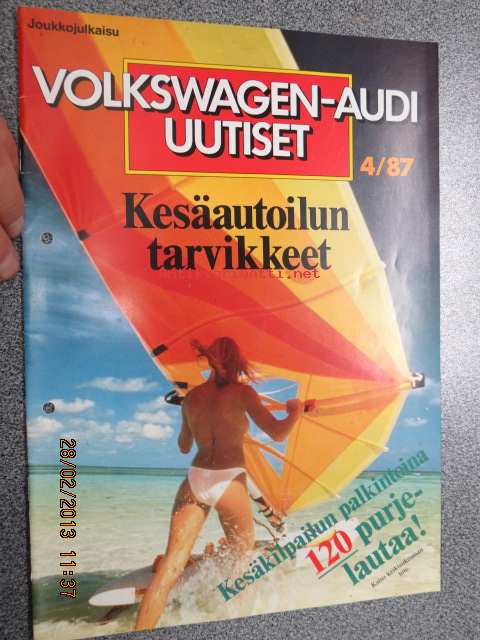 Joukkojulkaisu
VOLKSWAGEN-AUDI
UUTISET
4/87
Kesäautoilun
tarvikkeet
Kesäkilpailun palkintoina
120 purje-
lautaa!
28/02/2013 11:37